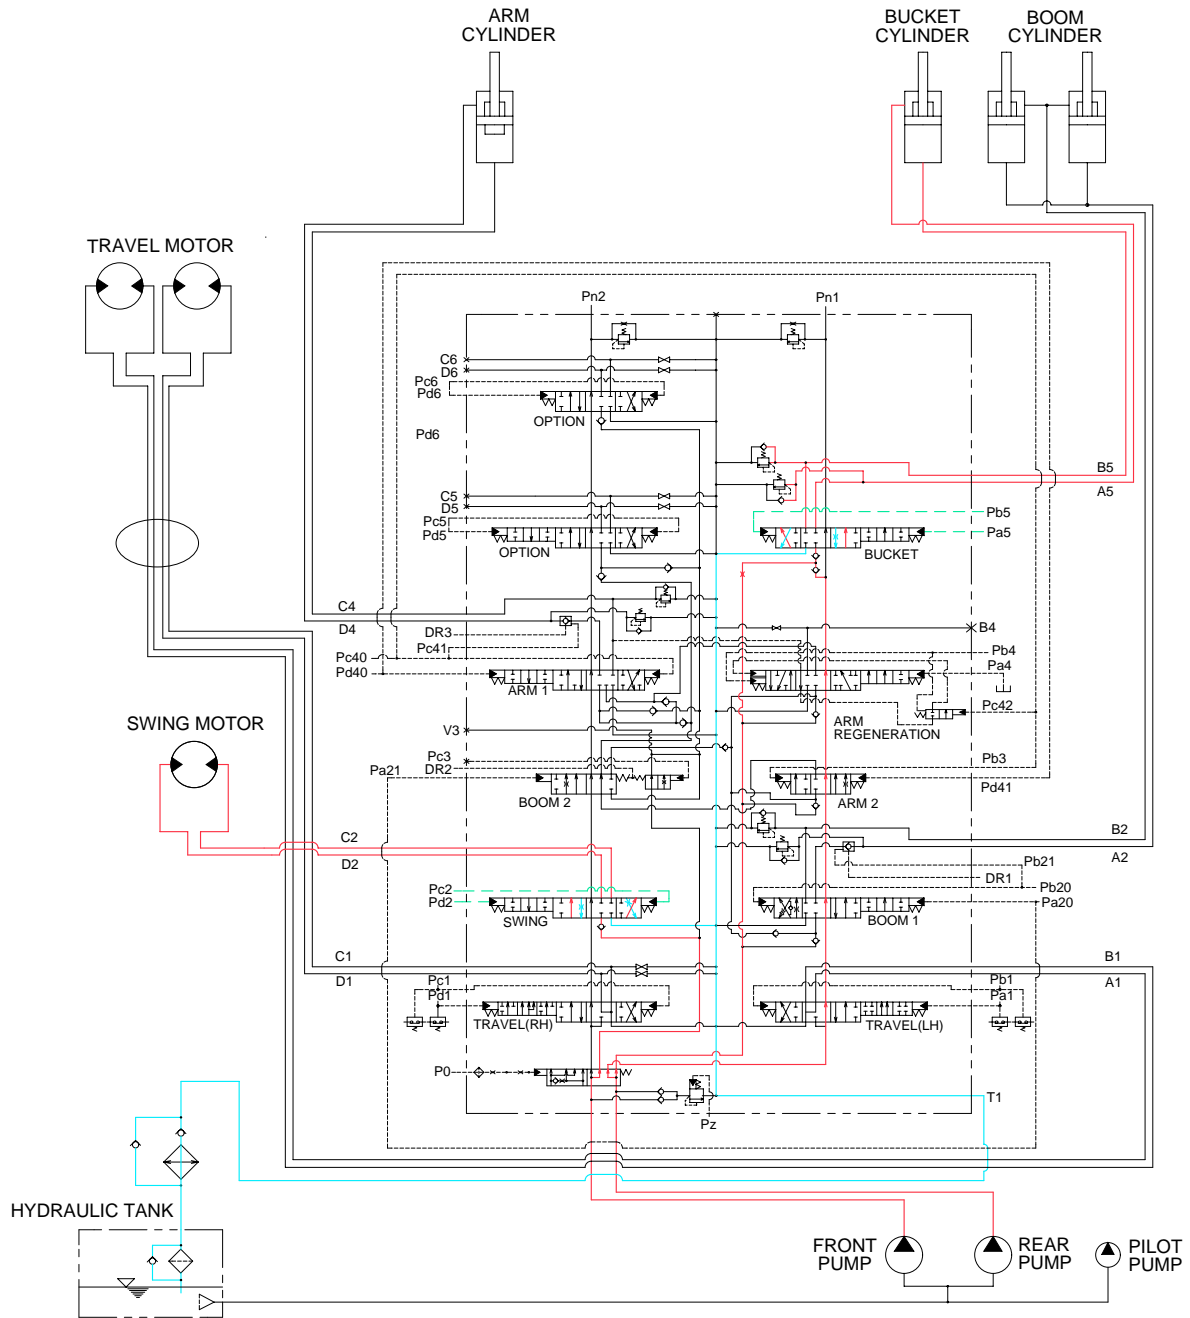 ARM
CYLINDER
BUCKET
CYLINDER
BOOM
CYLINDER
TRAVEL MOTOR
Pn2
Pn1
C6
D6
Pc6
Pd6
OPTION
Pd6
B5
A5
C5
D5
Pc5
Pd5
OPTION
Pb5
Pa5
BUCKET
C4
D4
DR3
Pc41
B4
Pc40
Pd40
ARM 1
Pb4
Pa4
ARM
REGENERATION
Pc42
SWING MOTOR
V3
Pc3
DR2
Pa21
BOOM 2
Pb3
Pd41
ARM 2
C2
D2
B2
A2
Pb21
DR1
Pc2
Pd2
SWING
Pb20
Pa20
BOOM 1
C1
D1
B1
A1
Pc1
Pd1
TRAVEL(RH)
Pb1
Pa1
TRAVEL(LH)
P0
Pz
T1
HYDRAULIC TANK
FRONT
PUMP
REAR
PUMP
PILOT
PUMP